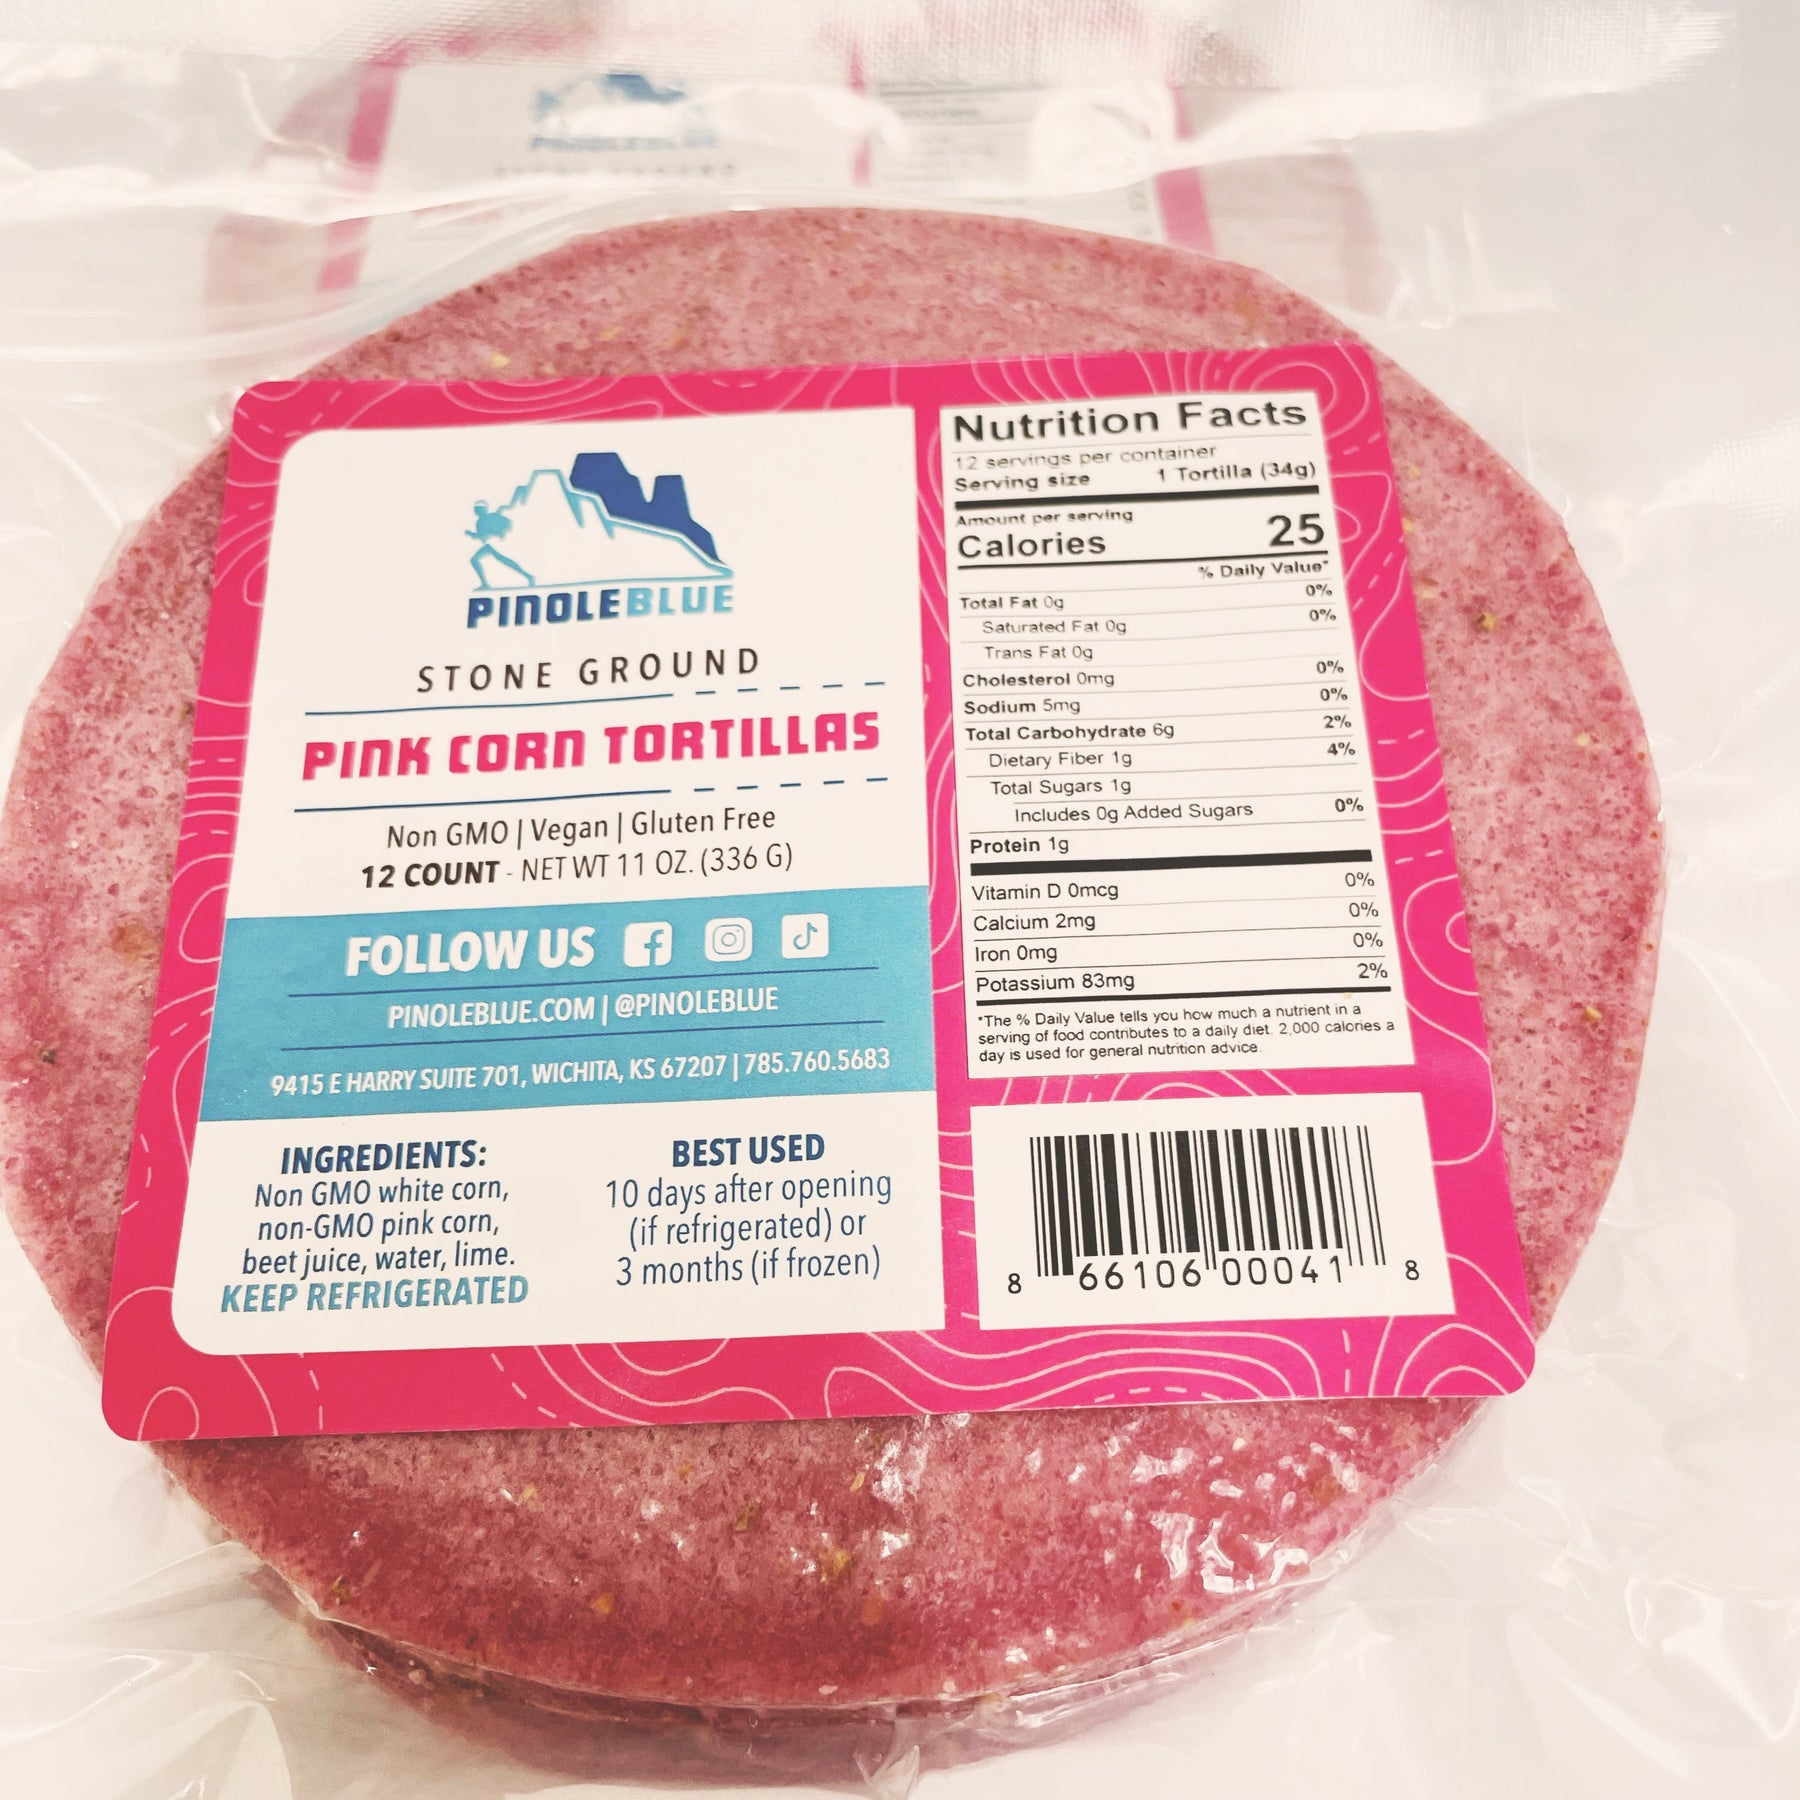 PINOLEBLUE
STONE GROUND
PINK CORN TORTILLAS
Non GMO | Vegan | Gluten Free
12 COUNT - NET WT 11 OZ. (336 G)
FOLLOW US
PINOLEBLUE.COM | @PINOLEBLUE
9415 E HARRY SUITE 701, WICHITA, KS 67207 | 785.760.5683
INGREDIENTS:
Non GMO white corn,
non-GMO pink corn,
beet juice, water, lime.
KEEP REFRIGERATED
BEST USED
10 days after opening
(if refrigerated) or
3 months (if frozen)
Nutrition Facts
12 servings per container
Serving size 1 Tortilla (34g)
Amount per serving
Calories 25
% Daily Value*
Total Fat 0g 0%
Saturated Fat 0g 0%
Trans Fat 0g
Cholesterol 0mg 0%
Sodium 5mg 0%
Total Carbohydrate 6g 2%
Dietary Fiber 1g 4%
Total Sugars 1g
Includes 0g Added Sugars 0%
Protein 1g
Vitamin D 0mcg 0%
Calcium 2mg 0%
Iron 0mg 0%
Potassium 83mg 2%
*The % Daily Value tells you how much a nutrient in a
serving of food contributes to a daily diet. 2,000 calories a
day is used for general nutrition advice.
8 66106 00041 8